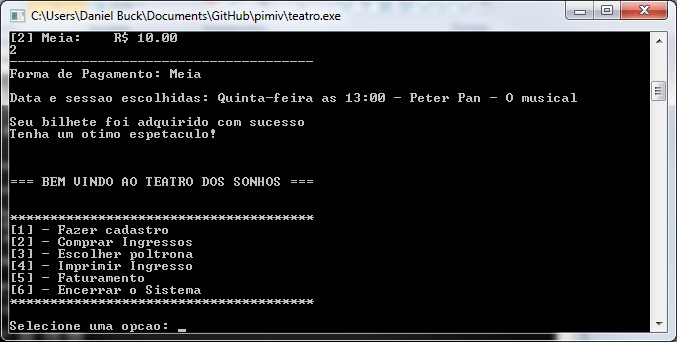 C:\Users\Daniel Buck\Documents\GitHub\pimiv\teatro.exe
[2] Meia:    R$ 10.00
2
--------------------------------------
Forma de Pagamento: Meia
Data e sessao escolhidas: Quinta-feira as 13:00 - Peter Pan - O musical
Seu bilhete foi adquirido com sucesso
Tenha um otimo espetaculo!
=== BEM VINDO AO TEATRO DOS SONHOS ===
**************************************
[1] - Fazer cadastro
[2] - Comprar Ingressos
[3] - Escolher poltrona
[4] - Imprimir Ingresso
[5] - Faturamento
[6] - Encerrar o Sistema
**************************************
Selecione uma opcao: _